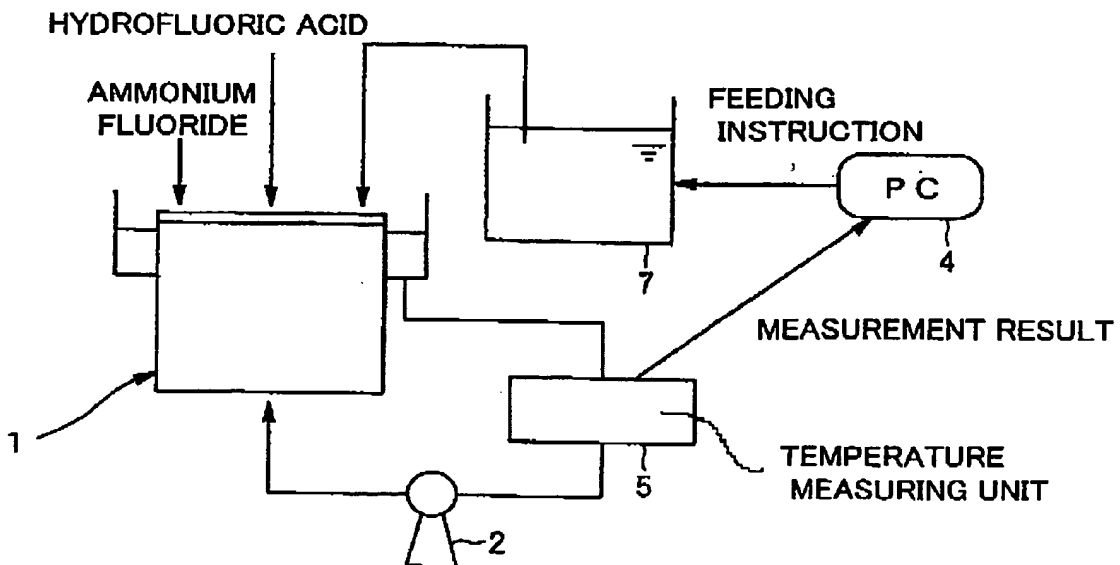 HYDROFLUORIC ACID
AMMONIUM
FLUORIDE
FEEDING
INSTRUCTION
PC
7
4
MEASUREMENT RESULT
1
5
TEMPERATURE
MEASURING UNIT
2